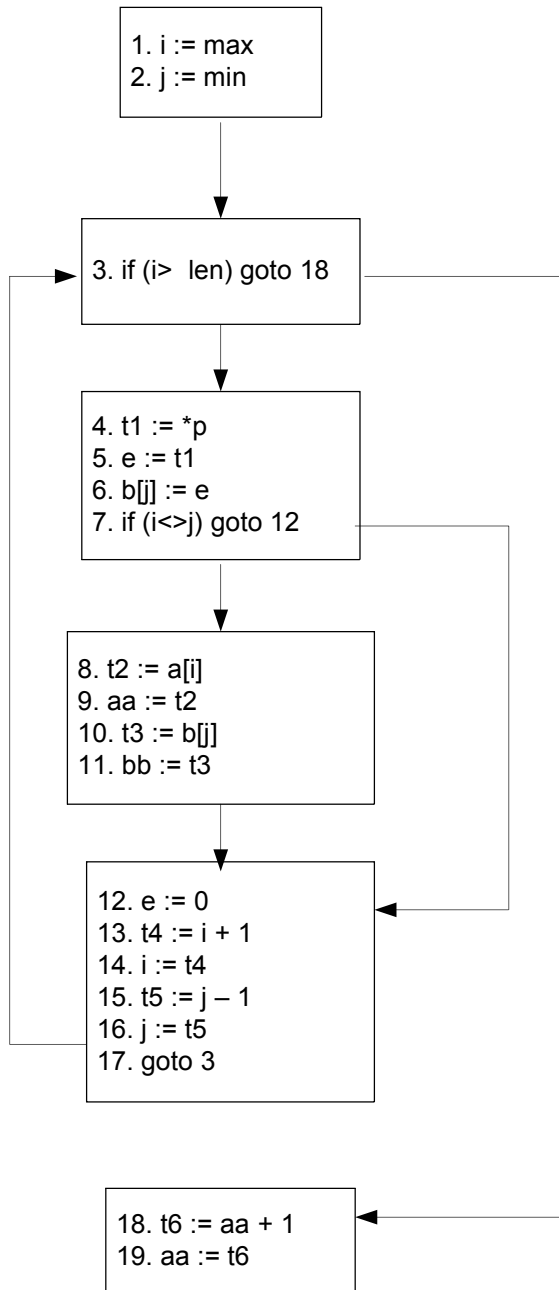 1. i := max
2. j := min
3. if (i> len) goto 18
4. t1 := *p
5. e := t1
6. b[j] := e
7. if (i<>j) goto 12
8. t2 := a[i]
9. aa := t2
10. t3 := b[j]
11. bb := t3
12. e := 0
13. t4 := i + 1
14. i := t4
15. t5 := j – 1
16. j := t5
17. goto 3
18. t6 := aa + 1
19. aa := t6